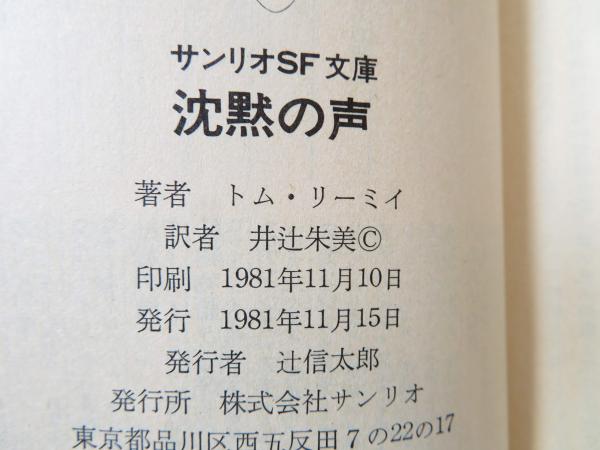 サンリオSF文庫
沈黙の声
著者 トム・リーミイ
訳者 井辻朱美©
印刷 1981年11月10日
発行 1981年11月15日
発行者 辻信太郎
発行所 株式会社サンリオ
東京都品川区西五反田7の22の17